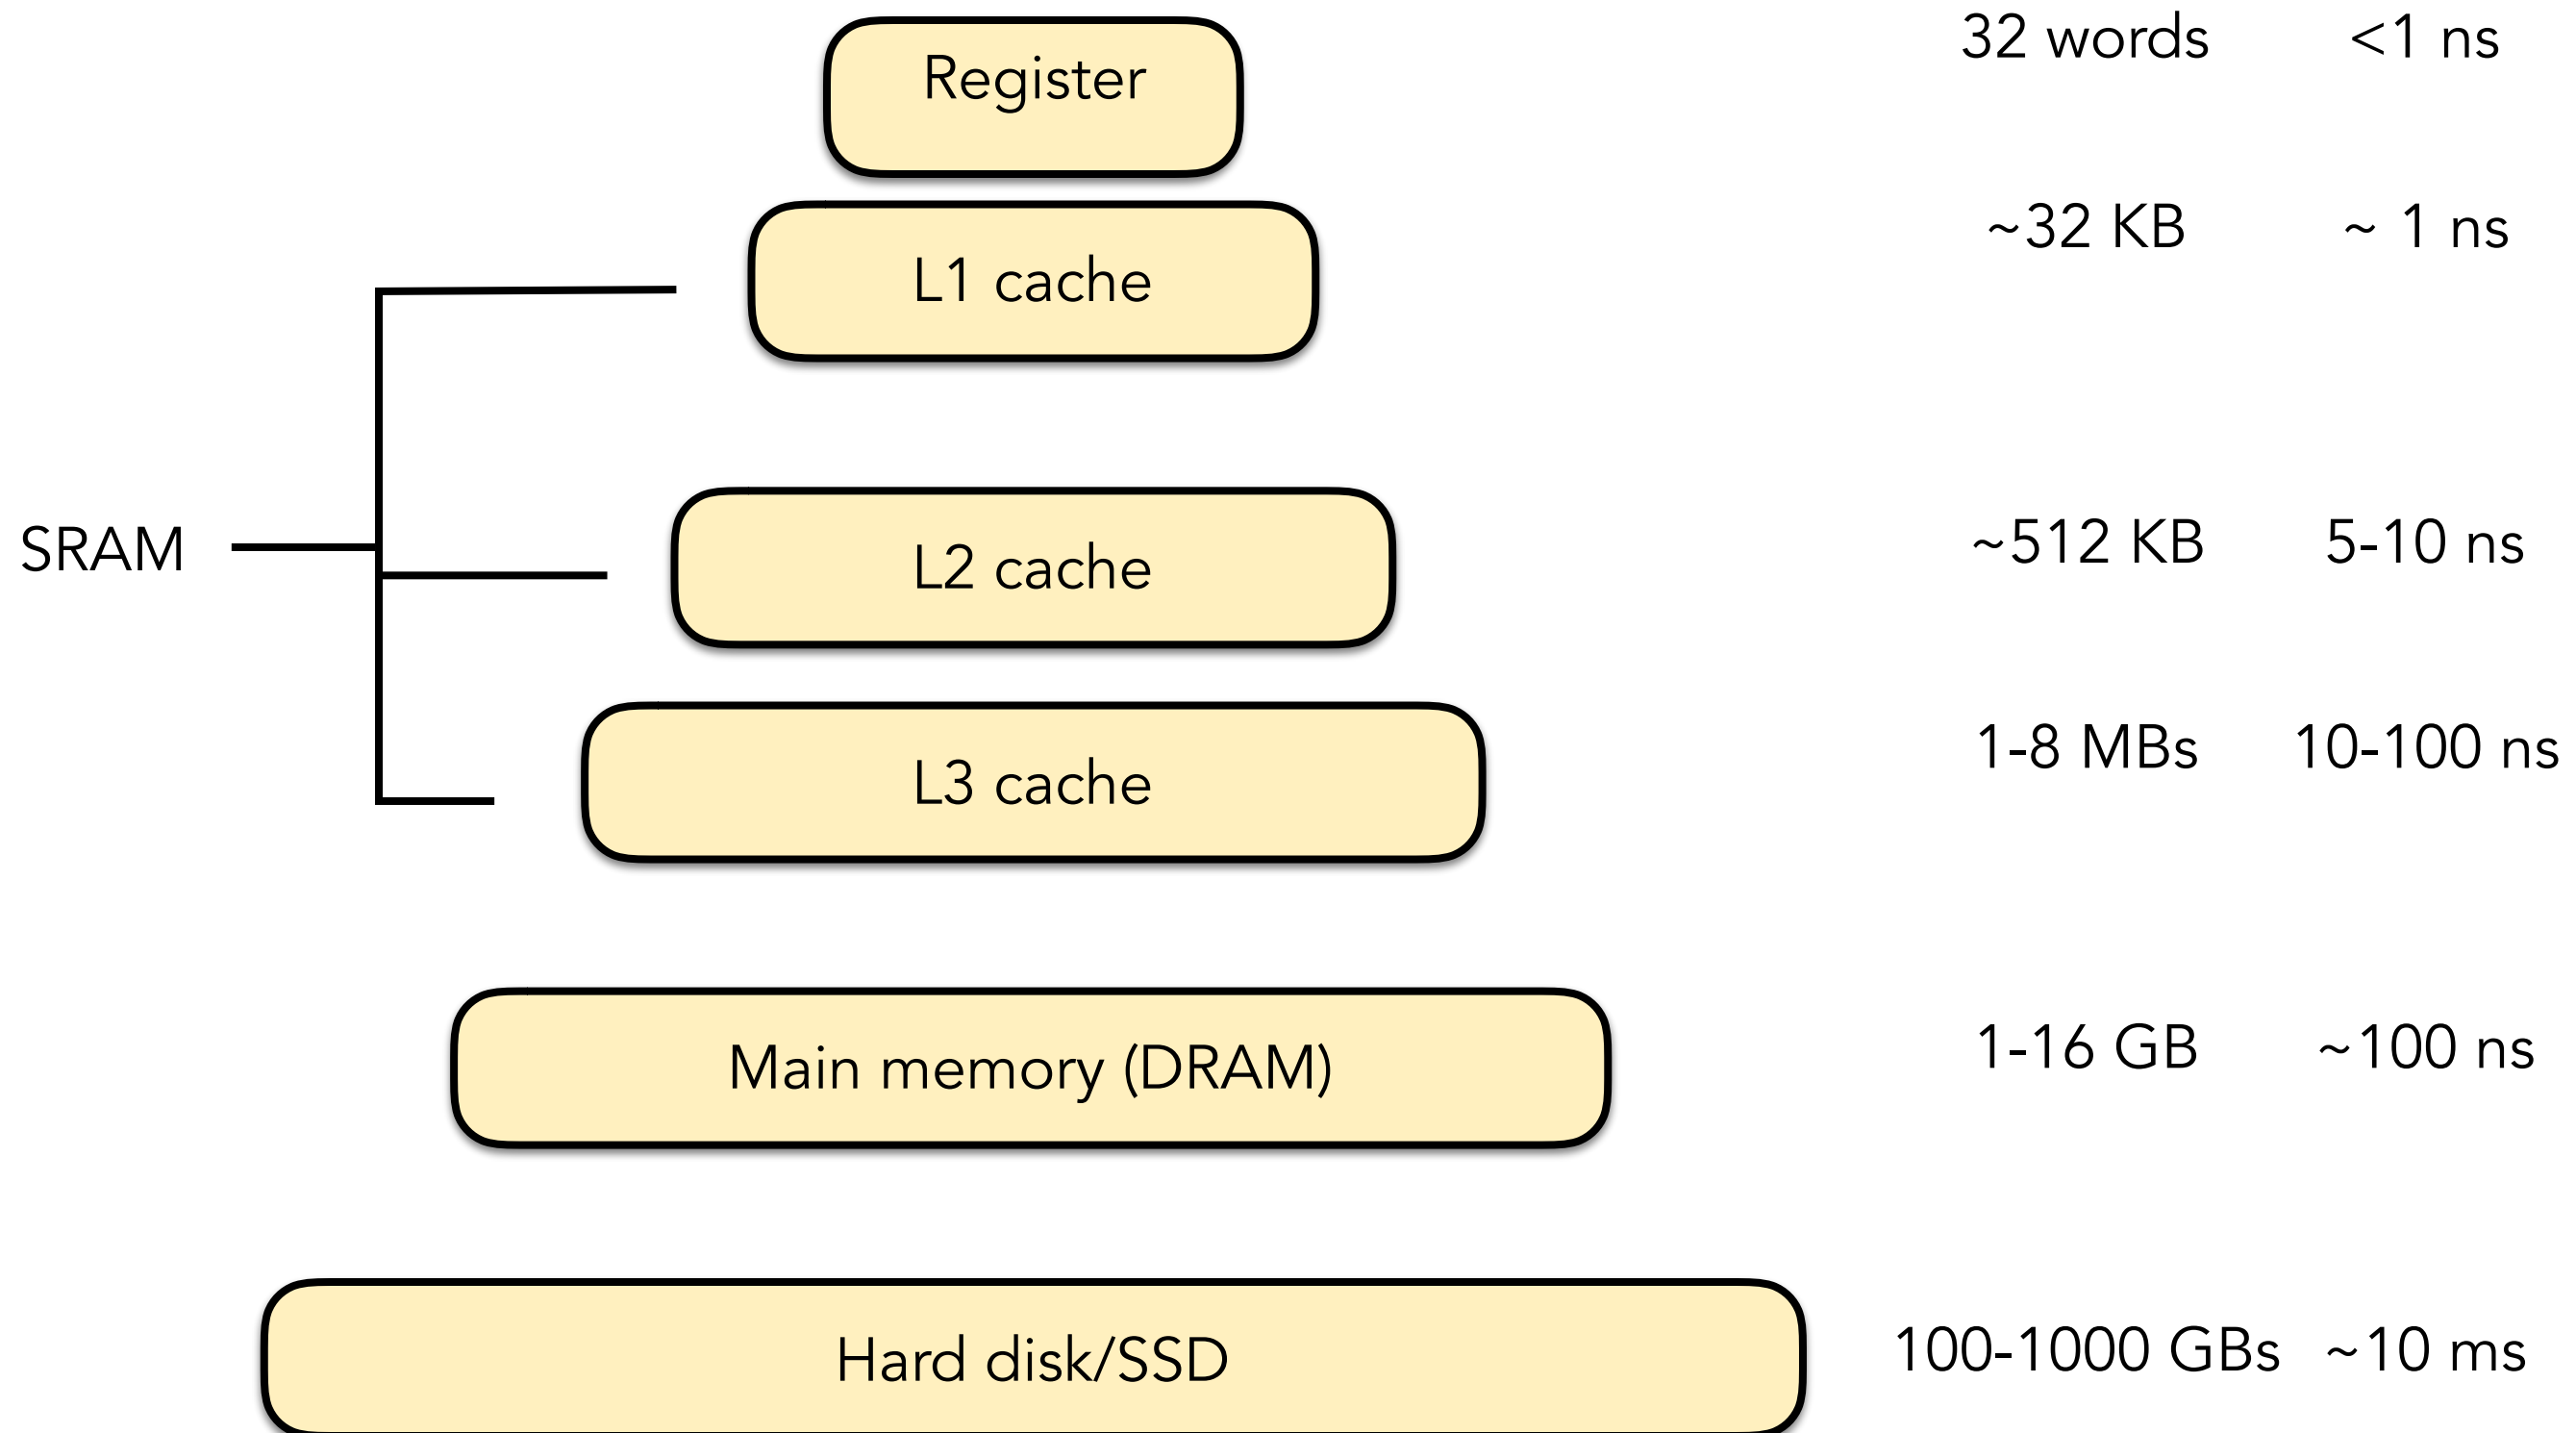 Register 32 words <1 ns
L1 cache ~32 KB ~ 1 ns
SRAM L2 cache ~512 KB 5-10 ns
L3 cache 1-8 MBs 10-100 ns
Main memory (DRAM) 1-16 GB ~100 ns
Hard disk/SSD 100-1000 GBs ~10 ms